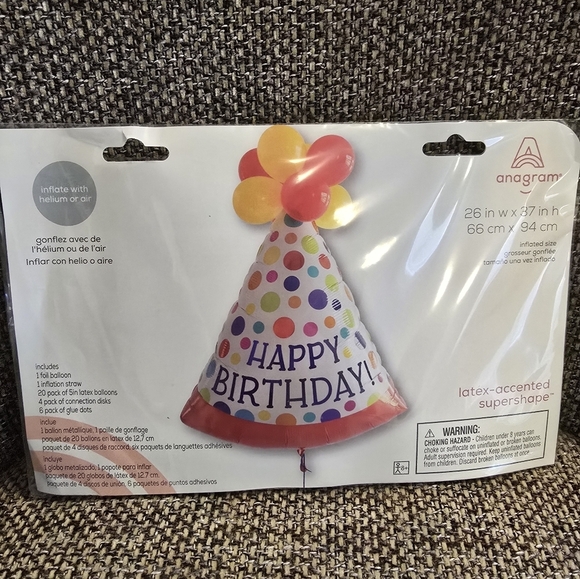 inflate with
helium or air
gonflez avec de
l'hélium ou de l'air
Inflar con helio o aire
anagram
26 in w x 37 in h
66 cm x 94 cm
inflated size
grosseur gonflée
tamaño una vez inflado
HAPPY
BIRTHDAY!
includes
1 foil balloon
1 inflation straw
20 pack of 5in latex balloons
4 pack of connection disks
6 pack of glue dots
inclue
1 ballon métallique, 1 paille de gonflage
paquet de 20 ballons en latex de 12,7 cm
paquet de 4 disques de raccord, six paquets de languettes adhésives
incluye
1 globo metalizado, 1 popote para inflar
paquete de 20 globos de látex de 12.7 cm
paquete de 4 discos de unión, 6 paquetes de puntos adhesivos
latex-accented
supershape™
WARNING:
CHOKING HAZARD - Children under 8 years can
choke or suffocate on uninflated or broken balloons.
Adult supervision required. Keep uninflated balloons
from children. Discard broken balloons at once.
8+